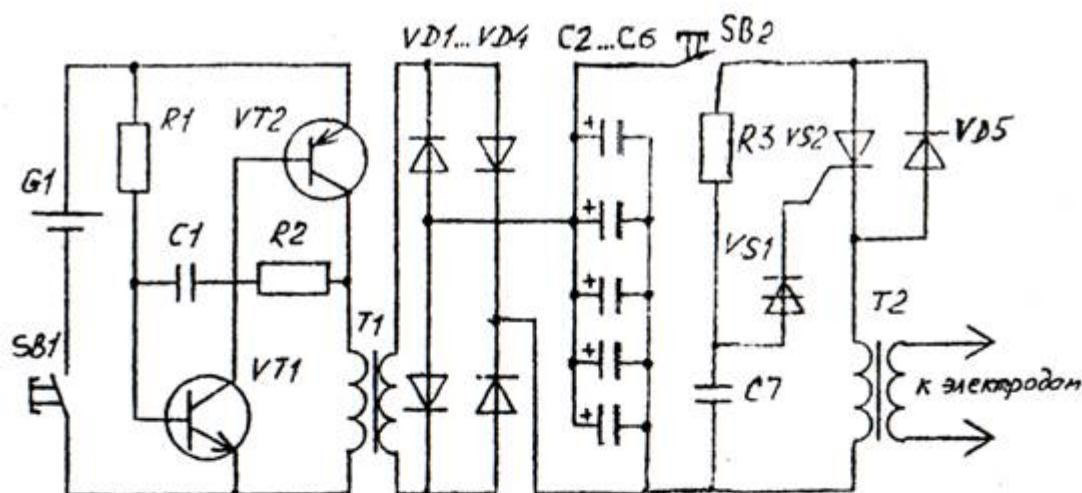 VD1...VD4
C2...C6
SB2
R1
VT2
R3
VS2
VD5
G1
C1
R2
VS1
T2
SB1
VT1
T1
C7
к электродам
+
+
+
+
+